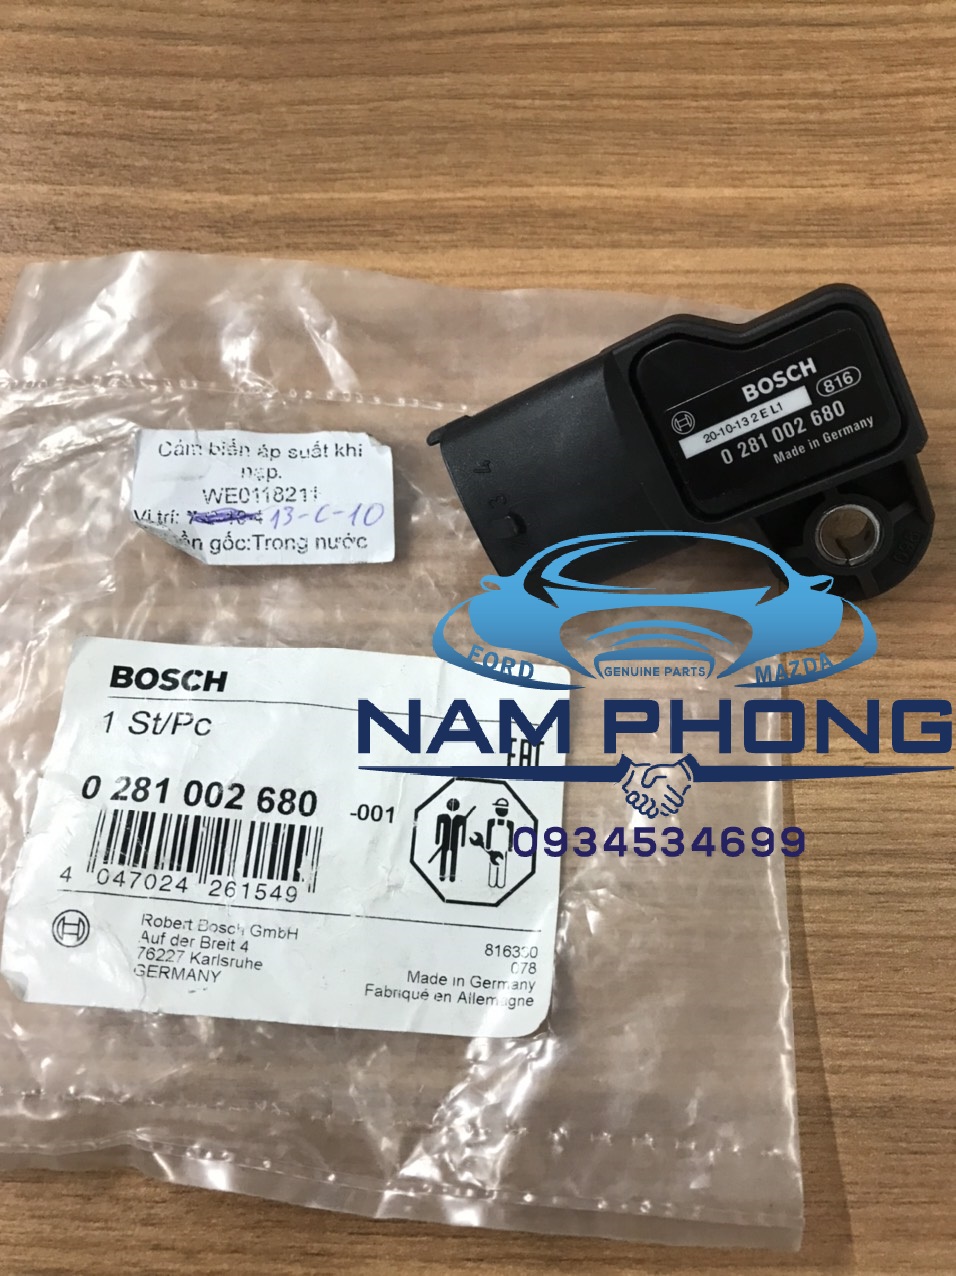 BOSCH
816
20-10-13 2 EL1
0 281 002 680
Made in Germany
Cảm biến áp suất khí
nạp.
WE0118211
Vị trí: 13-C-10
gốc:Trong nước
FORD
GENUINE PARTS
MAZDA
NAM PHONG
0934534699
BOSCH
1 St/Pc
EAC
0 281 002 680
-001
4 047024 261549
Robert Bosch GmbH
Auf der Breit 4
76227 Karlsruhe
GERMANY
078
Made in Germany
Fabriqué en Allemagne